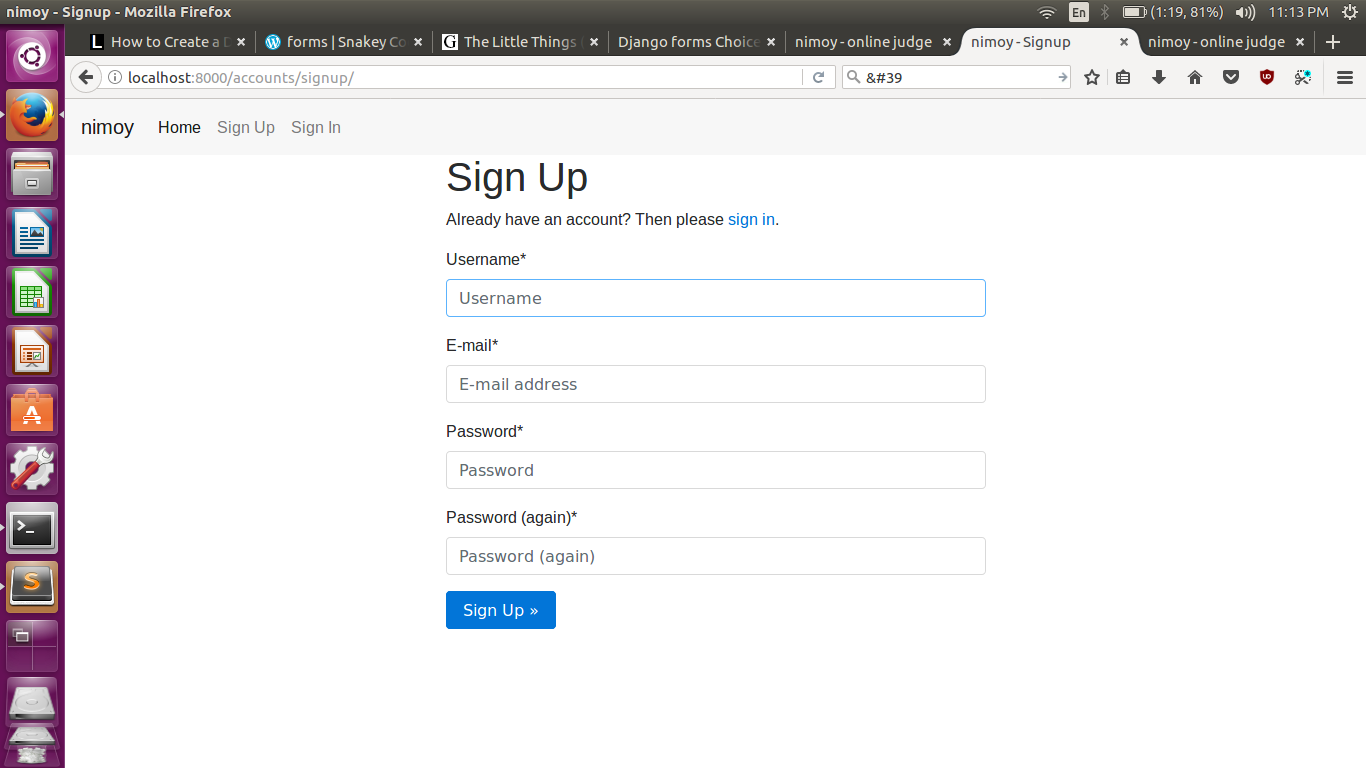 nimoy - Signup - Mozilla Firefox
En (1:19, 81%) 11:13 PM
L How to Create a D
forms | Snakey Co
G The Little Things (
Django forms Choice
nimoy - online judge
nimoy - Signup
nimoy - online judge
localhost:8000/accounts/signup/
&#39
nimoy Home Sign Up Sign In
Sign Up
Already have an account? Then please sign in.
Username*
Username
E-mail*
E-mail address
Password*
Password
Password (again)*
Password (again)
Sign Up »